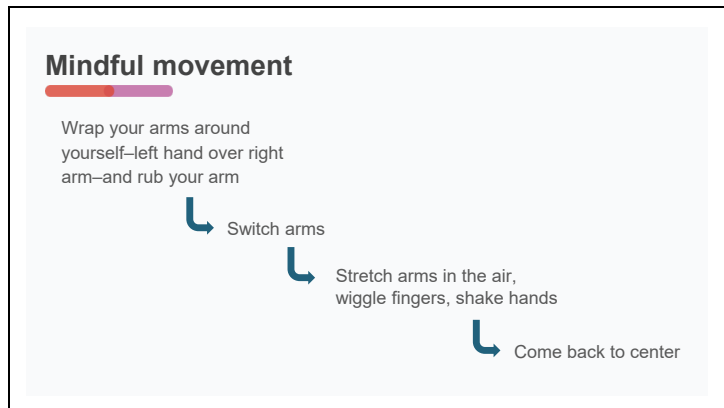 Mindful movement
Wrap your arms around
yourself–left hand over right
arm–and rub your arm
Switch arms
Stretch arms in the air,
wiggle fingers, shake hands
Come back to center